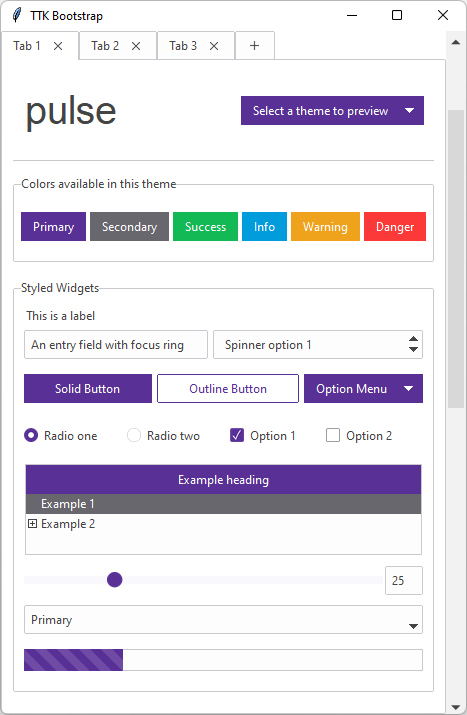 TTK Bootstrap
Tab 1 Tab 2 Tab 3
pulse
Select a theme to preview
Colors available in this theme
Primary Secondary Success Info Warning Danger
Styled Widgets
This is a label
An entry field with focus ring Spinner option 1
Solid Button Outline Button Option Menu
Radio one Radio two Option 1 Option 2
Example heading
Example 1
Example 2
25
Primary